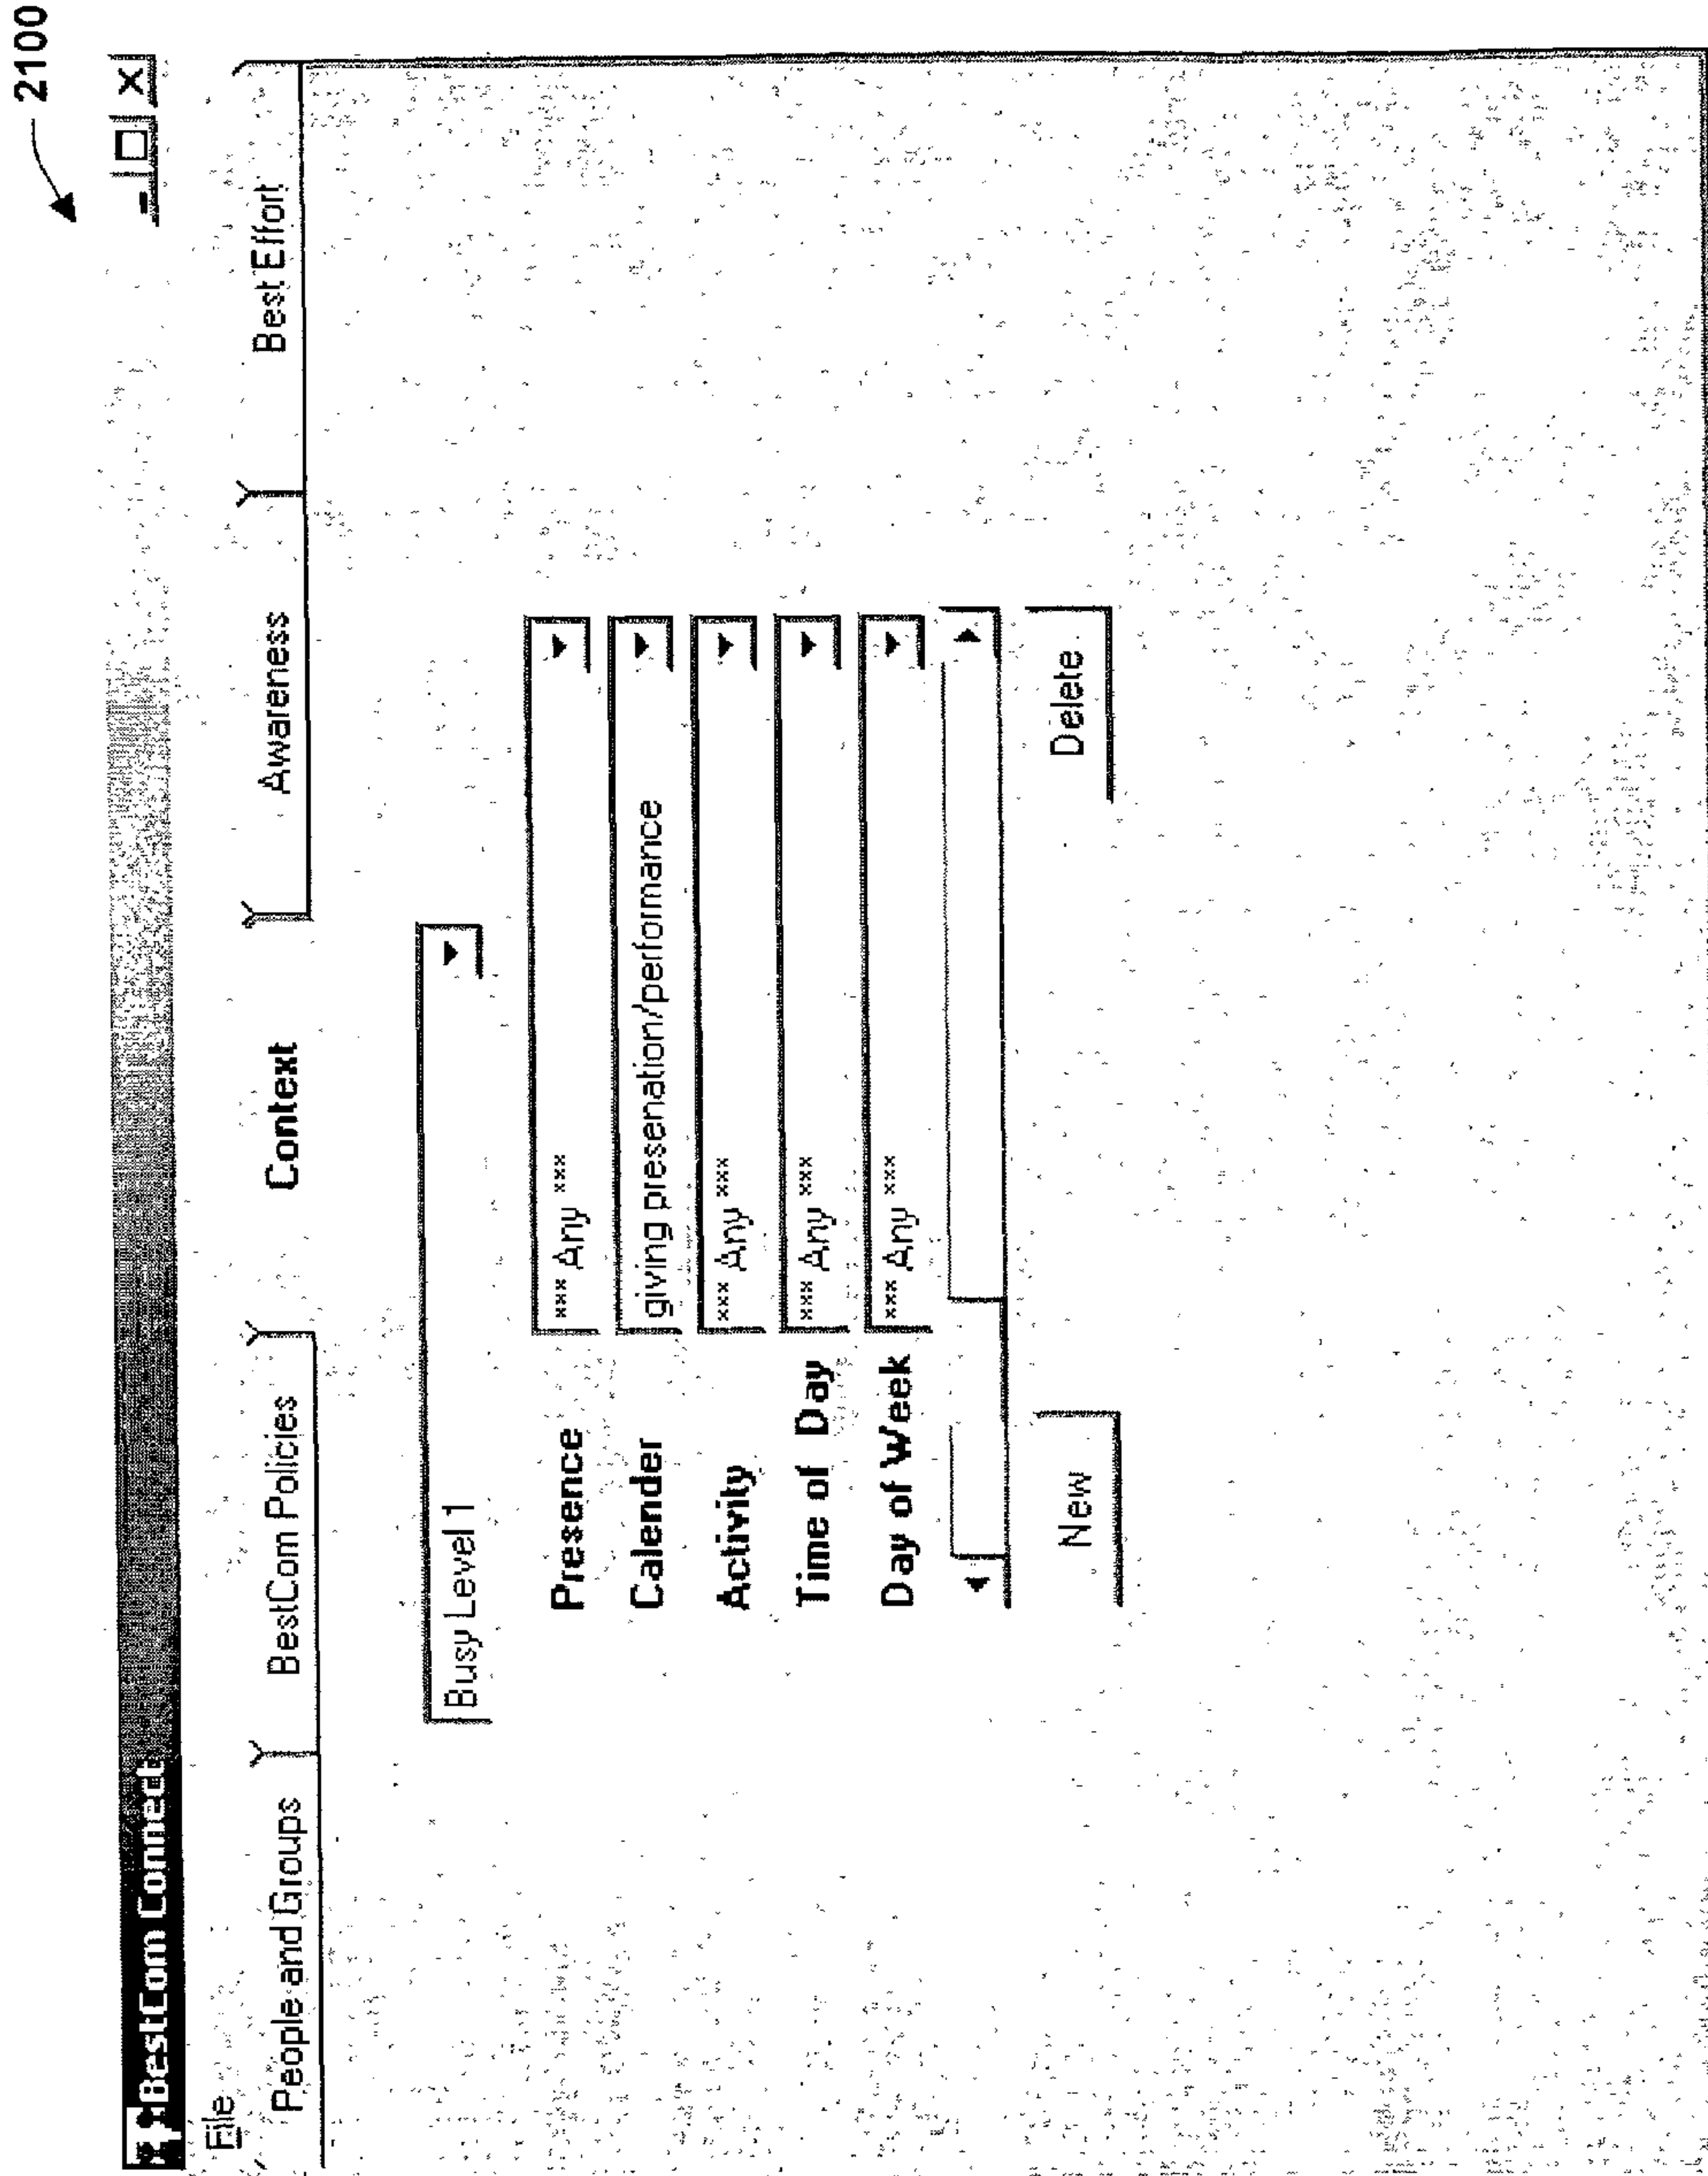 2100
BestCom Connect
File
People and Groups BestCom Policies Context Awareness Best Effort
Busy Level 1
Presence *** Any ***
Calender giving presenation/performance
Activity *** Any ***
Time of Day *** Any ***
Day of Week *** Any ***
New Delete